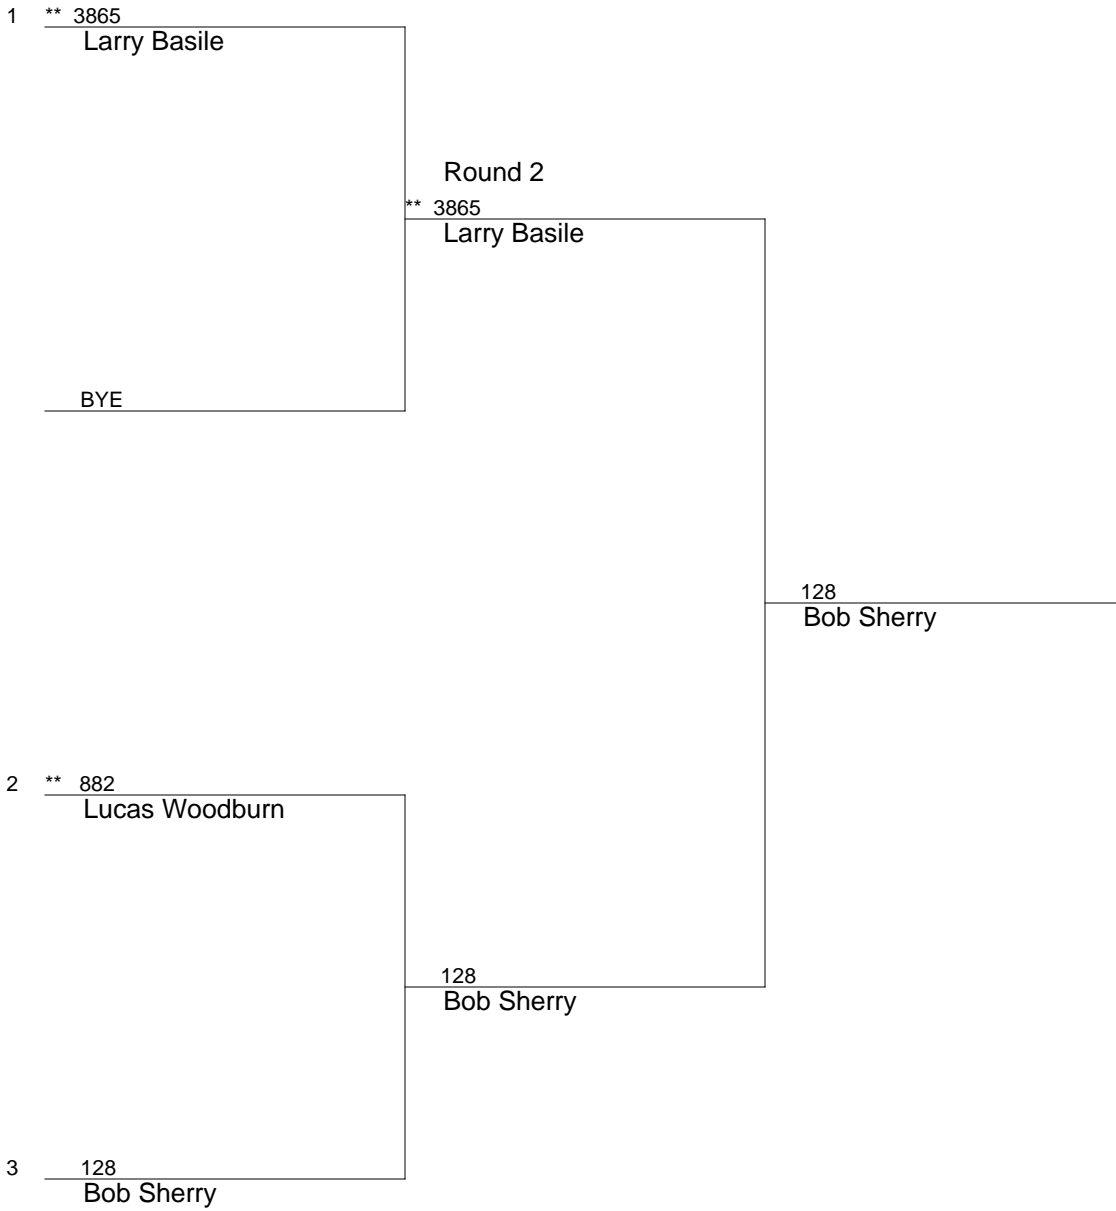 1 ** 3865
Larry Basile
Round 2
** 3865
Larry Basile
BYE
128
Bob Sherry
2 ** 882
Lucas Woodburn
128
Bob Sherry
3 128
Bob Sherry